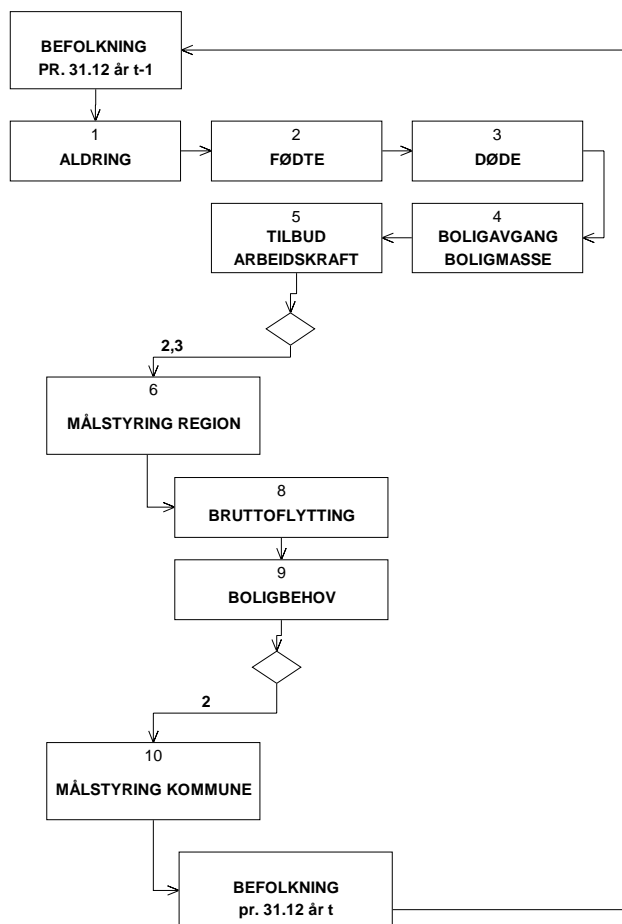 BEFOLKNING
PR. 31.12 år t-1
1
ALDRING
2
FØDTE
3
DØDE
5
TILBUD
ARBEIDSKRAFT
4
BOLIGAVGANG
BOLIGMASSE
2,3
6
MÅLSTYRING REGION
8
BRUTTOFLYTTING
9
BOLIGBEHOV
2
10
MÅLSTYRING KOMMUNE
BEFOLKNING
pr. 31.12 år t